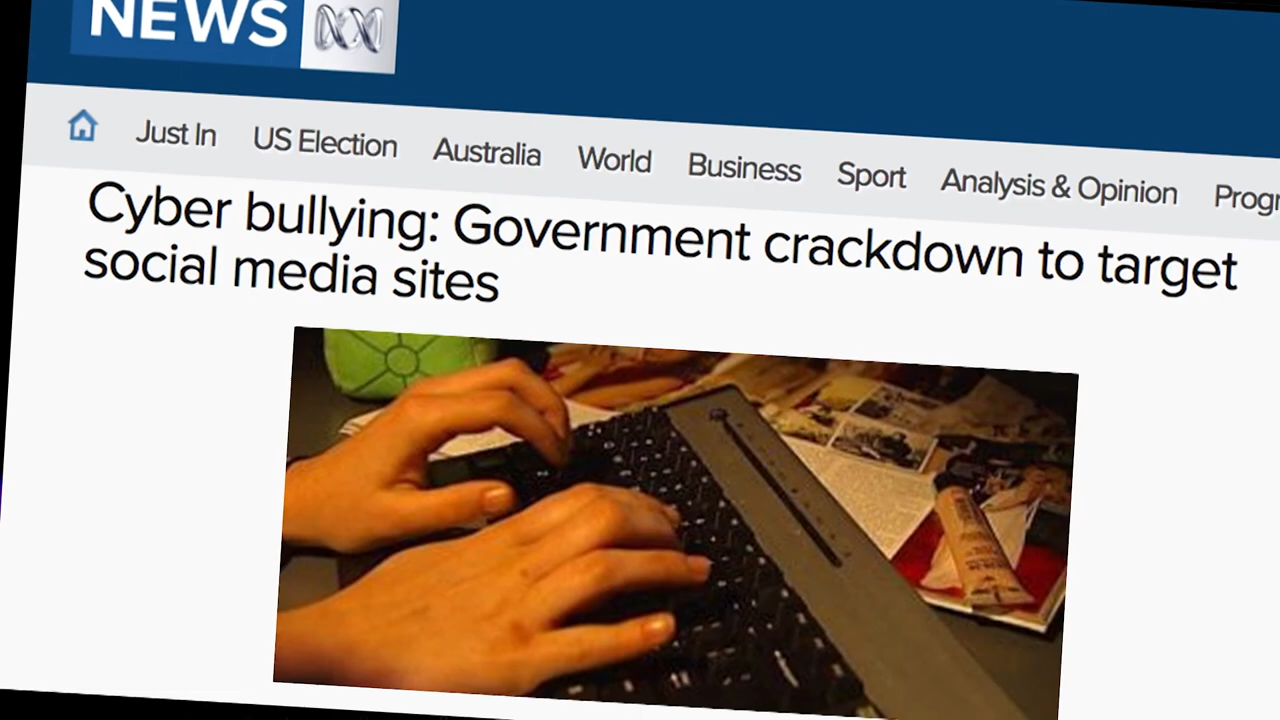 NEWS
Just In US Election Australia World Business Sport Analysis & Opinion Progr
Cyber bullying: Government crackdown to target
social media sites